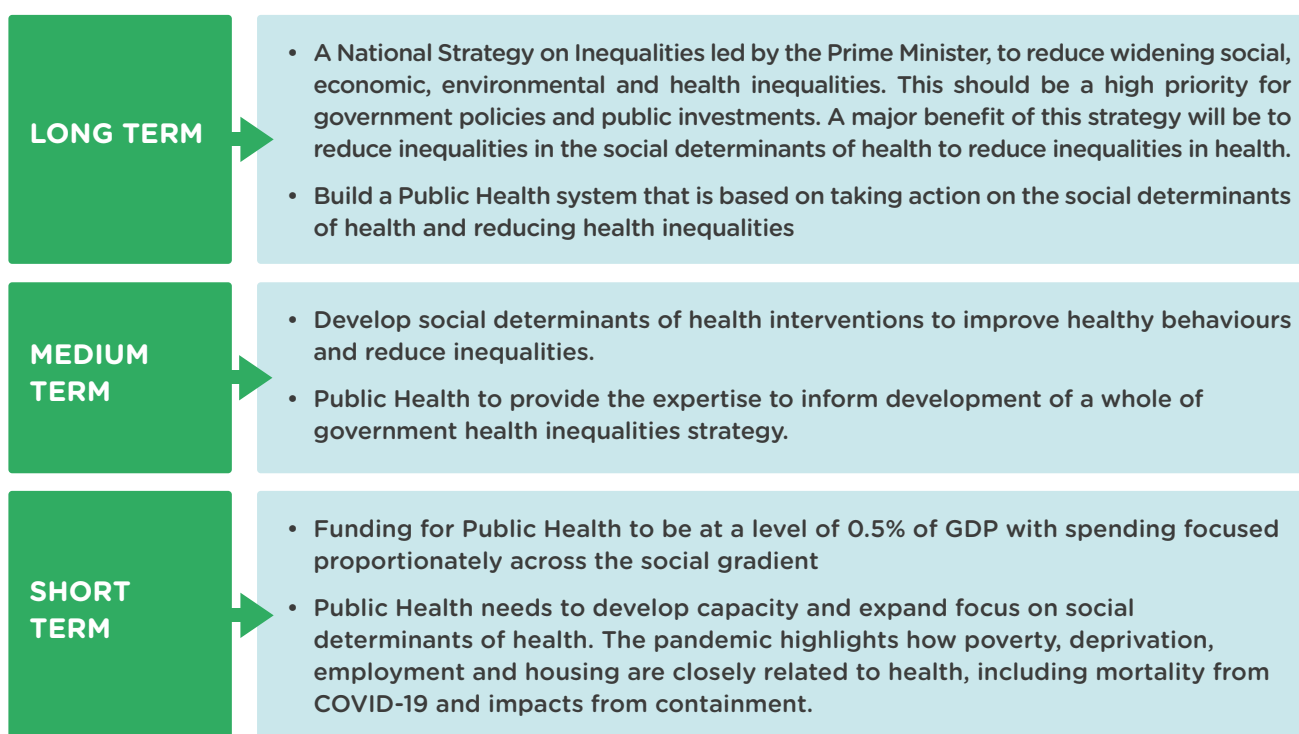 LONG TERM
• A National Strategy on Inequalities led by the Prime Minister, to reduce widening social,
economic, environmental and health inequalities. This should be a high priority for
government policies and public investments. A major benefit of this strategy will be to
reduce inequalities in the social determinants of health to reduce inequalities in health.
• Build a Public Health system that is based on taking action on the social determinants
of health and reducing health inequalities
MEDIUM
TERM
• Develop social determinants of health interventions to improve healthy behaviours
and reduce inequalities.
• Public Health to provide the expertise to inform development of a whole of
government health inequalities strategy.
SHORT
TERM
• Funding for Public Health to be at a level of 0.5% of GDP with spending focused
proportionately across the social gradient
• Public Health needs to develop capacity and expand focus on social
determinants of health. The pandemic highlights how poverty, deprivation,
employment and housing are closely related to health, including mortality from
COVID-19 and impacts from containment.